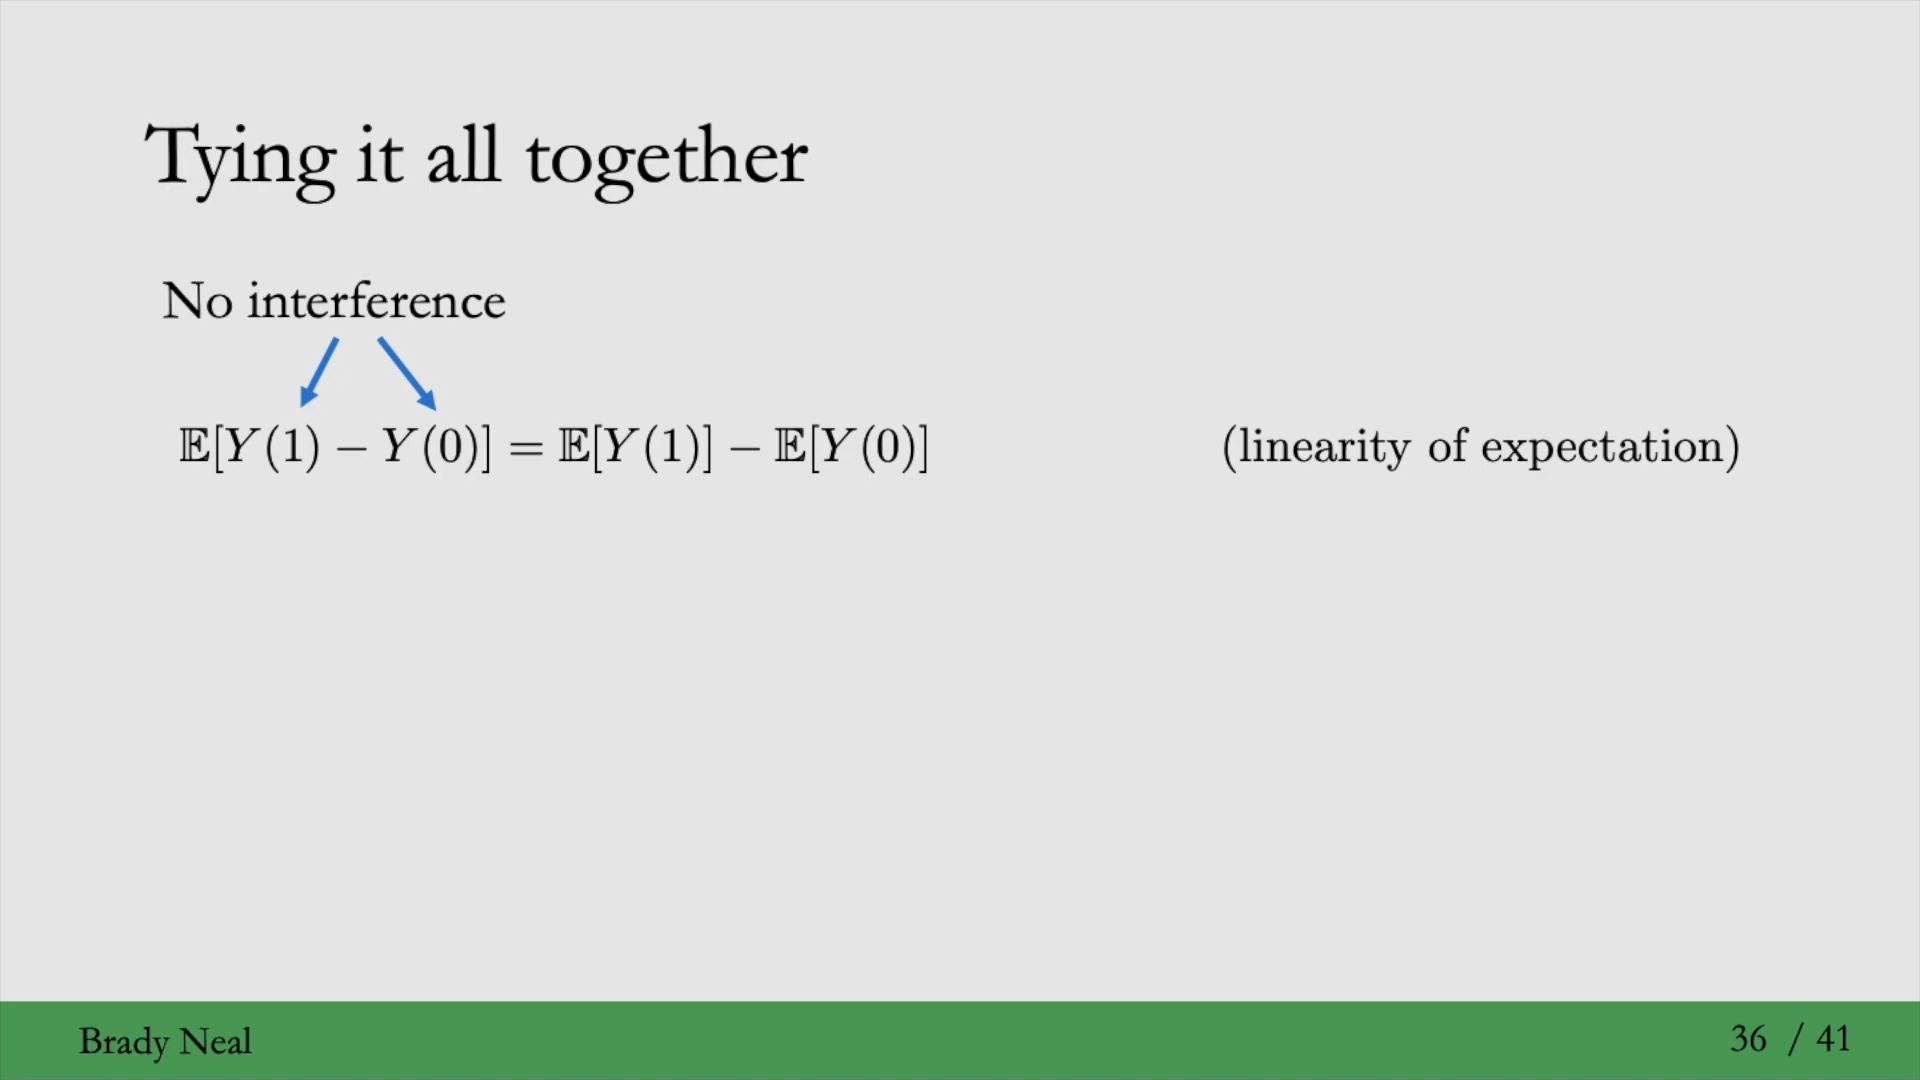 Tying it all together
No interference
𝔼[Y(1) − Y(0)] = 𝔼[Y(1)] − 𝔼[Y(0)] (linearity of expectation)
Brady Neal 36 / 41